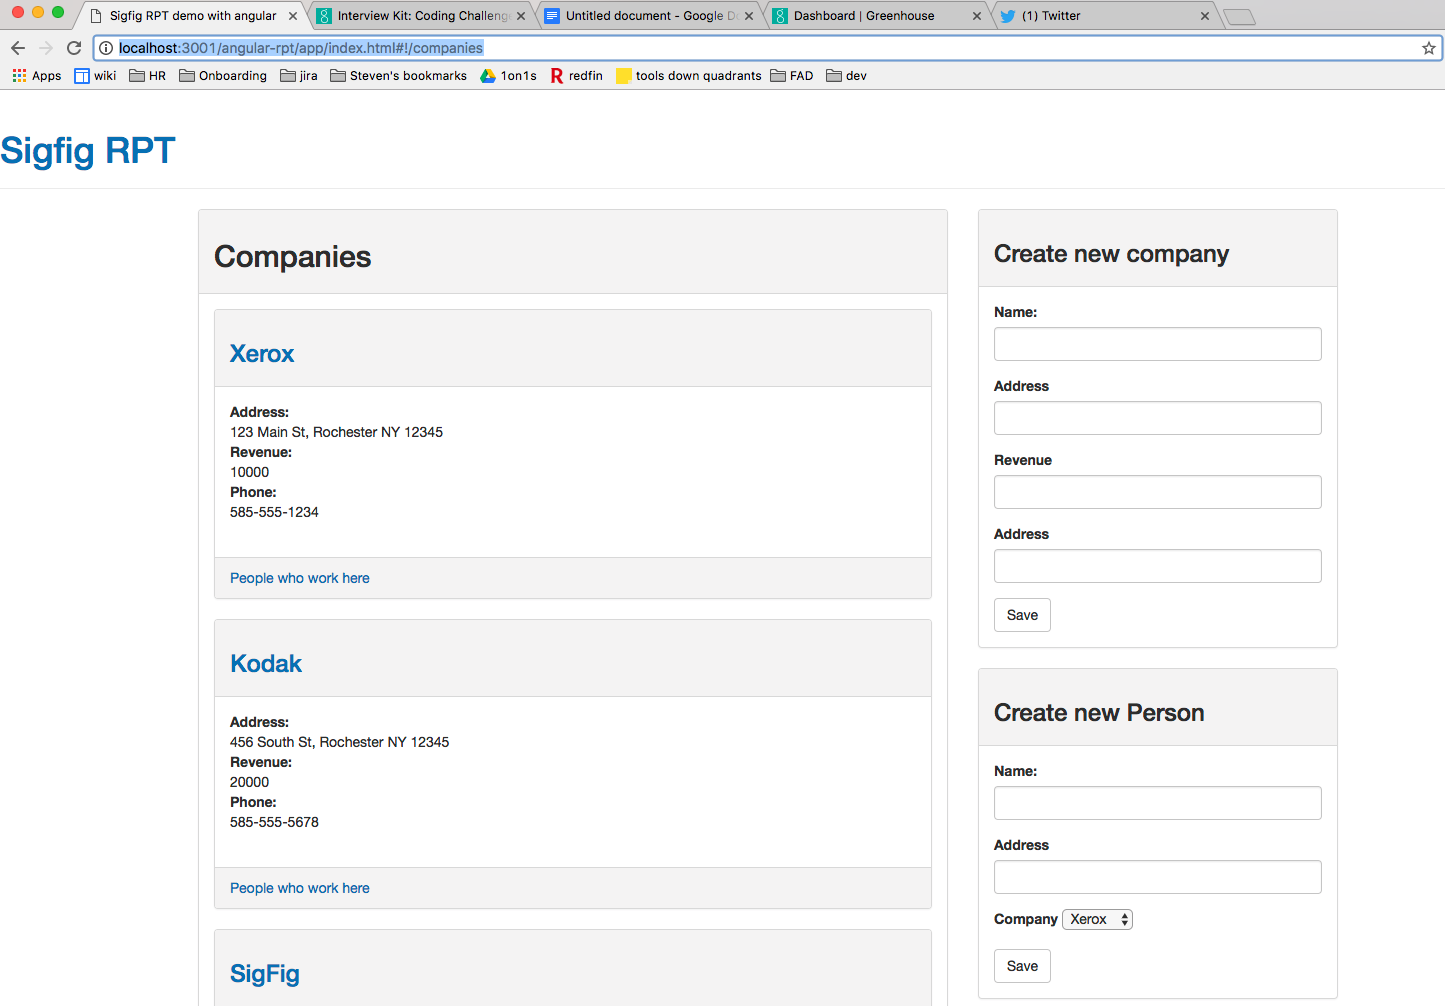 Sigfig RPT demo with angular
Interview Kit: Coding Challenge
Untitled document - Google D
Dashboard | Greenhouse
(1) Twitter
localhost:3001/angular-rpt/app/index.html#!/companies
Apps wiki HR Onboarding jira Steven's bookmarks 1on1s redfin tools down quadrants FAD dev
Sigfig RPT
Companies
Xerox
Address:
123 Main St, Rochester NY 12345
Revenue:
10000
Phone:
585-555-1234
People who work here
Kodak
Address:
456 South St, Rochester NY 12345
Revenue:
20000
Phone:
585-555-5678
People who work here
SigFig
Create new company
Name:
Address
Revenue
Address
Save
Create new Person
Name:
Address
Company Xerox
Save